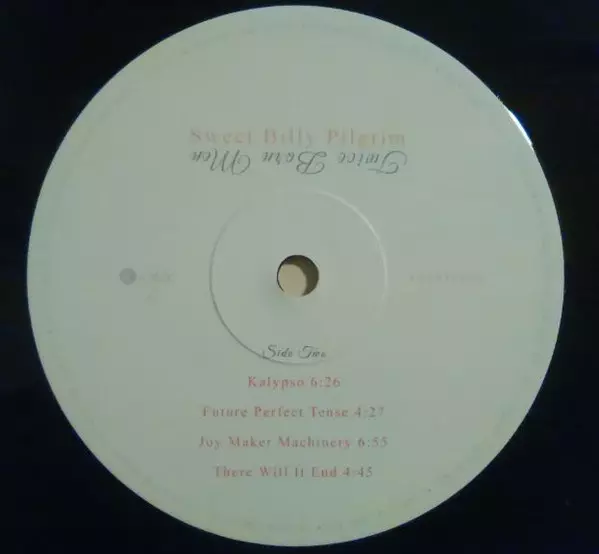 Sweet Billy Pilgrim
Twice Born Men
Side Two
Kalypso 6:26
Future Perfect Tense 4:27
Joy Maker Machinery 6:55
There Will It End 4:45